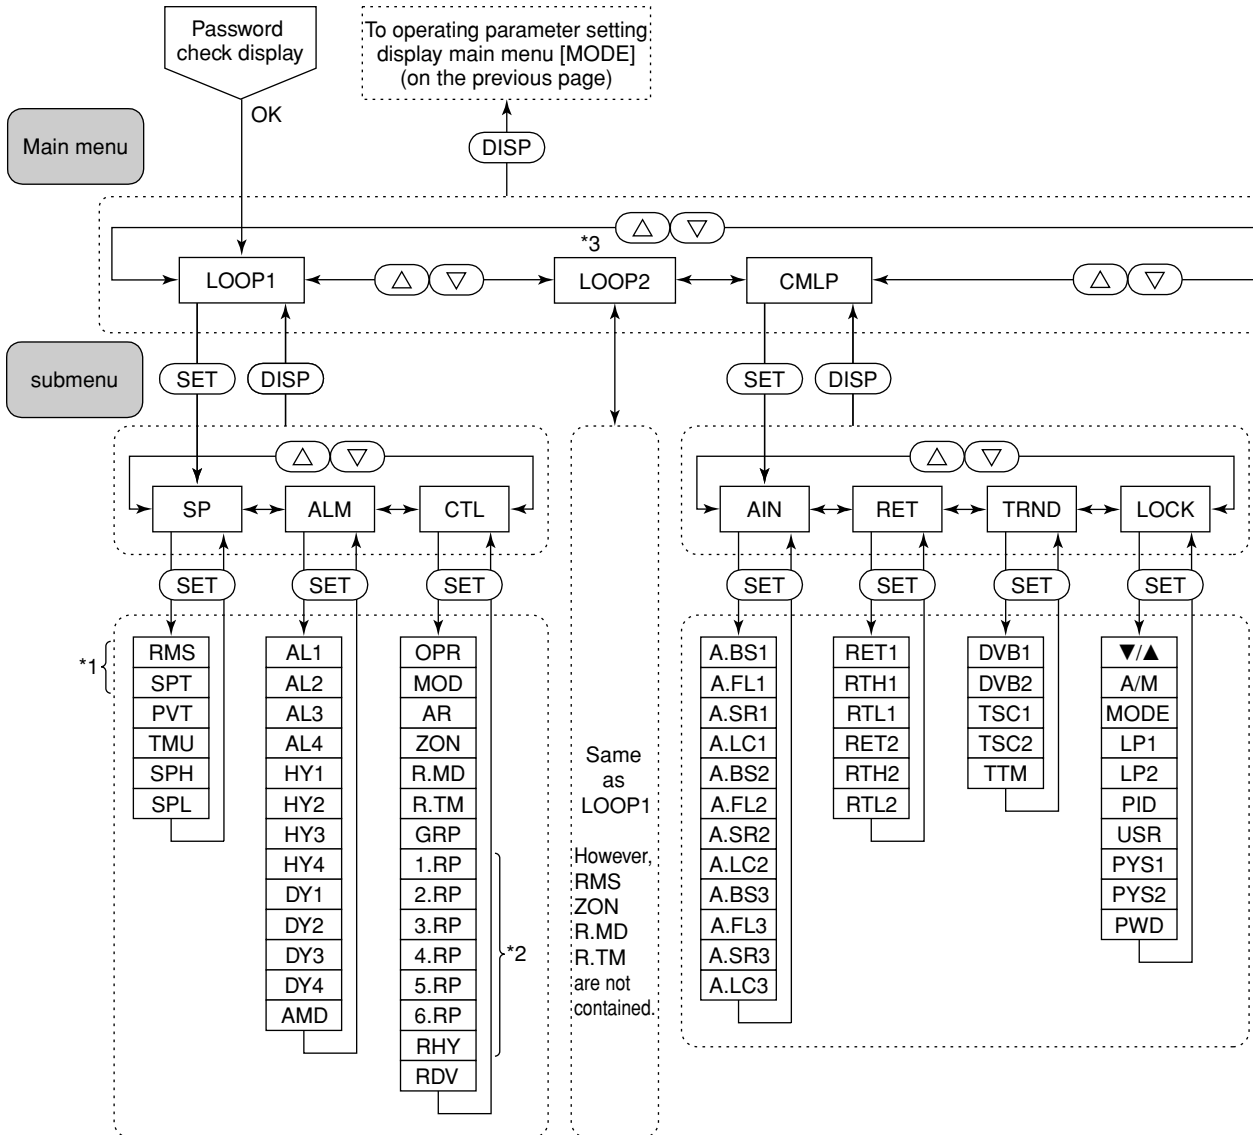 Password
check display
To operating parameter setting
display main menu [MODE]
(on the previous page)
OK
Main menu
DISP
△ ▽
*3
LOOP1
△ ▽
LOOP2
CMLP
△ ▽
submenu
SET
DISP
SET
DISP
△ ▽
△ ▽
SP
ALM
CTL
AIN
RET
TRND
LOCK
SET
SET
SET
SET
SET
SET
SET
*1
RMS
SPT
PVT
TMU
SPH
SPL
AL1
AL2
AL3
AL4
HY1
HY2
HY3
HY4
DY1
DY2
DY3
DY4
AMD
OPR
MOD
AR
ZON
R.MD
R.TM
GRP
1.RP
2.RP
3.RP
4.RP
5.RP
6.RP
RHY
RDV
*2
Same
as
LOOP1
However,
RMS
ZON
R.MD
R.TM
are not
contained.
A.BS1
A.FL1
A.SR1
A.LC1
A.BS2
A.FL2
A.SR2
A.LC2
A.BS3
A.FL3
A.SR3
A.LC3
RET1
RTH1
RTL1
RET2
RTH2
RTL2
DVB1
DVB2
TSC1
TSC2
TTM
▼/▲
A/M
MODE
LP1
LP2
PID
USR
PYS1
PYS2
PWD